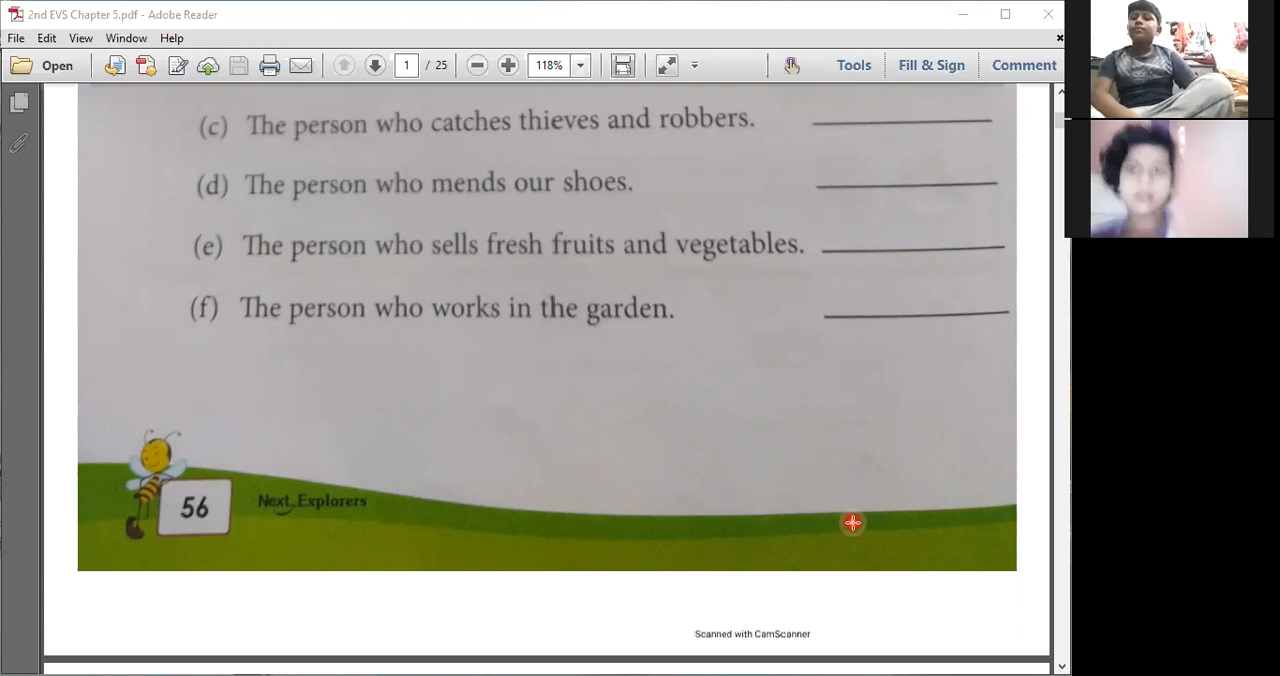 2nd EVS Chapter 5.pdf - Adobe Reader
File Edit View Window Help
Open 1 / 25 118% Tools Fill & Sign Comment
(c) The person who catches thieves and robbers.
(d) The person who mends our shoes.
(e) The person who sells fresh fruits and vegetables.
(f) The person who works in the garden.
56 Next Explorers
Scanned with CamScanner